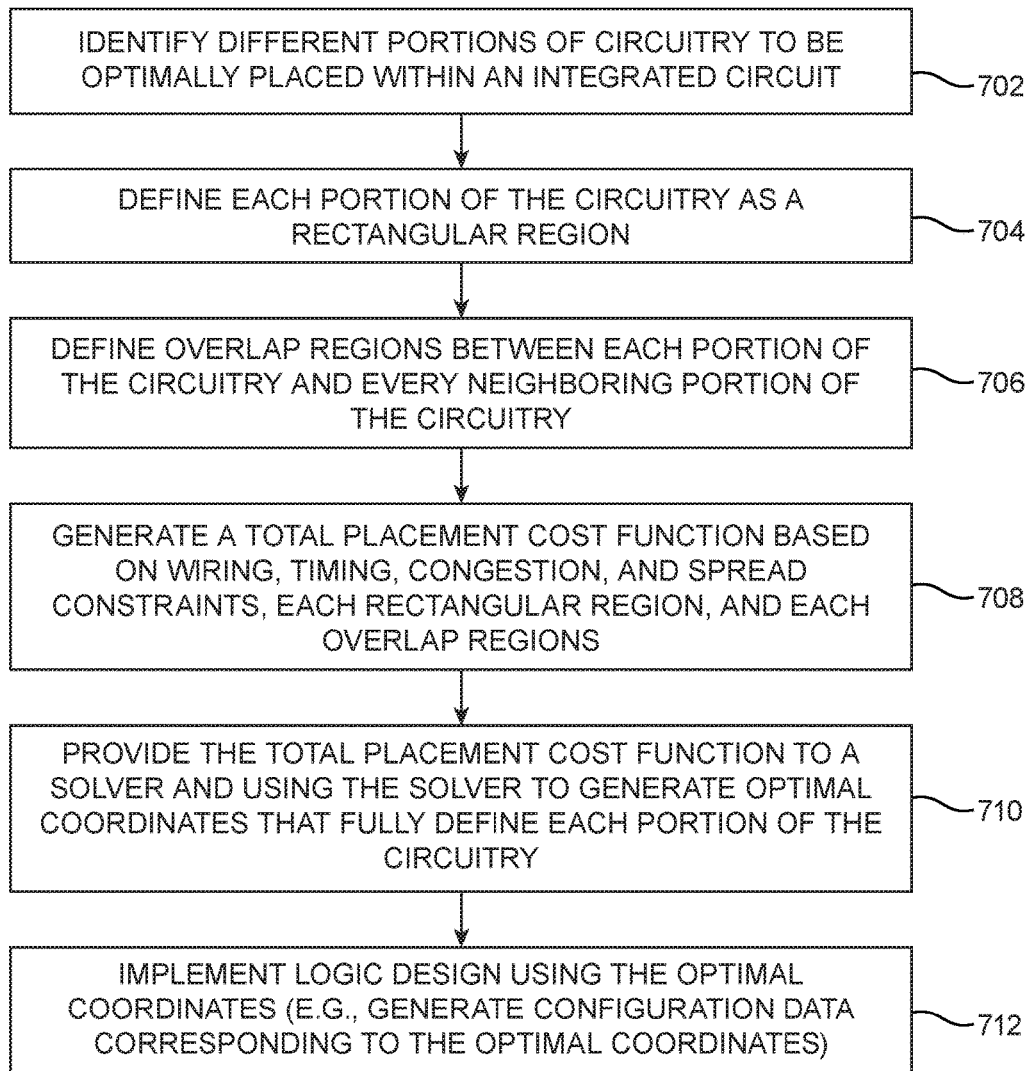 IDENTIFY DIFFERENT PORTIONS OF CIRCUITRY TO BE
OPTIMALLY PLACED WITHIN AN INTEGRATED CIRCUIT
702
DEFINE EACH PORTION OF THE CIRCUITRY AS A
RECTANGULAR REGION
704
DEFINE OVERLAP REGIONS BETWEEN EACH PORTION OF
THE CIRCUITRY AND EVERY NEIGHBORING PORTION OF
THE CIRCUITRY
706
GENERATE A TOTAL PLACEMENT COST FUNCTION BASED
ON WIRING, TIMING, CONGESTION, AND SPREAD
CONSTRAINTS, EACH RECTANGULAR REGION, AND EACH
OVERLAP REGIONS
708
PROVIDE THE TOTAL PLACEMENT COST FUNCTION TO A
SOLVER AND USING THE SOLVER TO GENERATE OPTIMAL
COORDINATES THAT FULLY DEFINE EACH PORTION OF THE
CIRCUITRY
710
IMPLEMENT LOGIC DESIGN USING THE OPTIMAL
COORDINATES (E.G., GENERATE CONFIGURATION DATA
CORRESPONDING TO THE OPTIMAL COORDINATES)
712